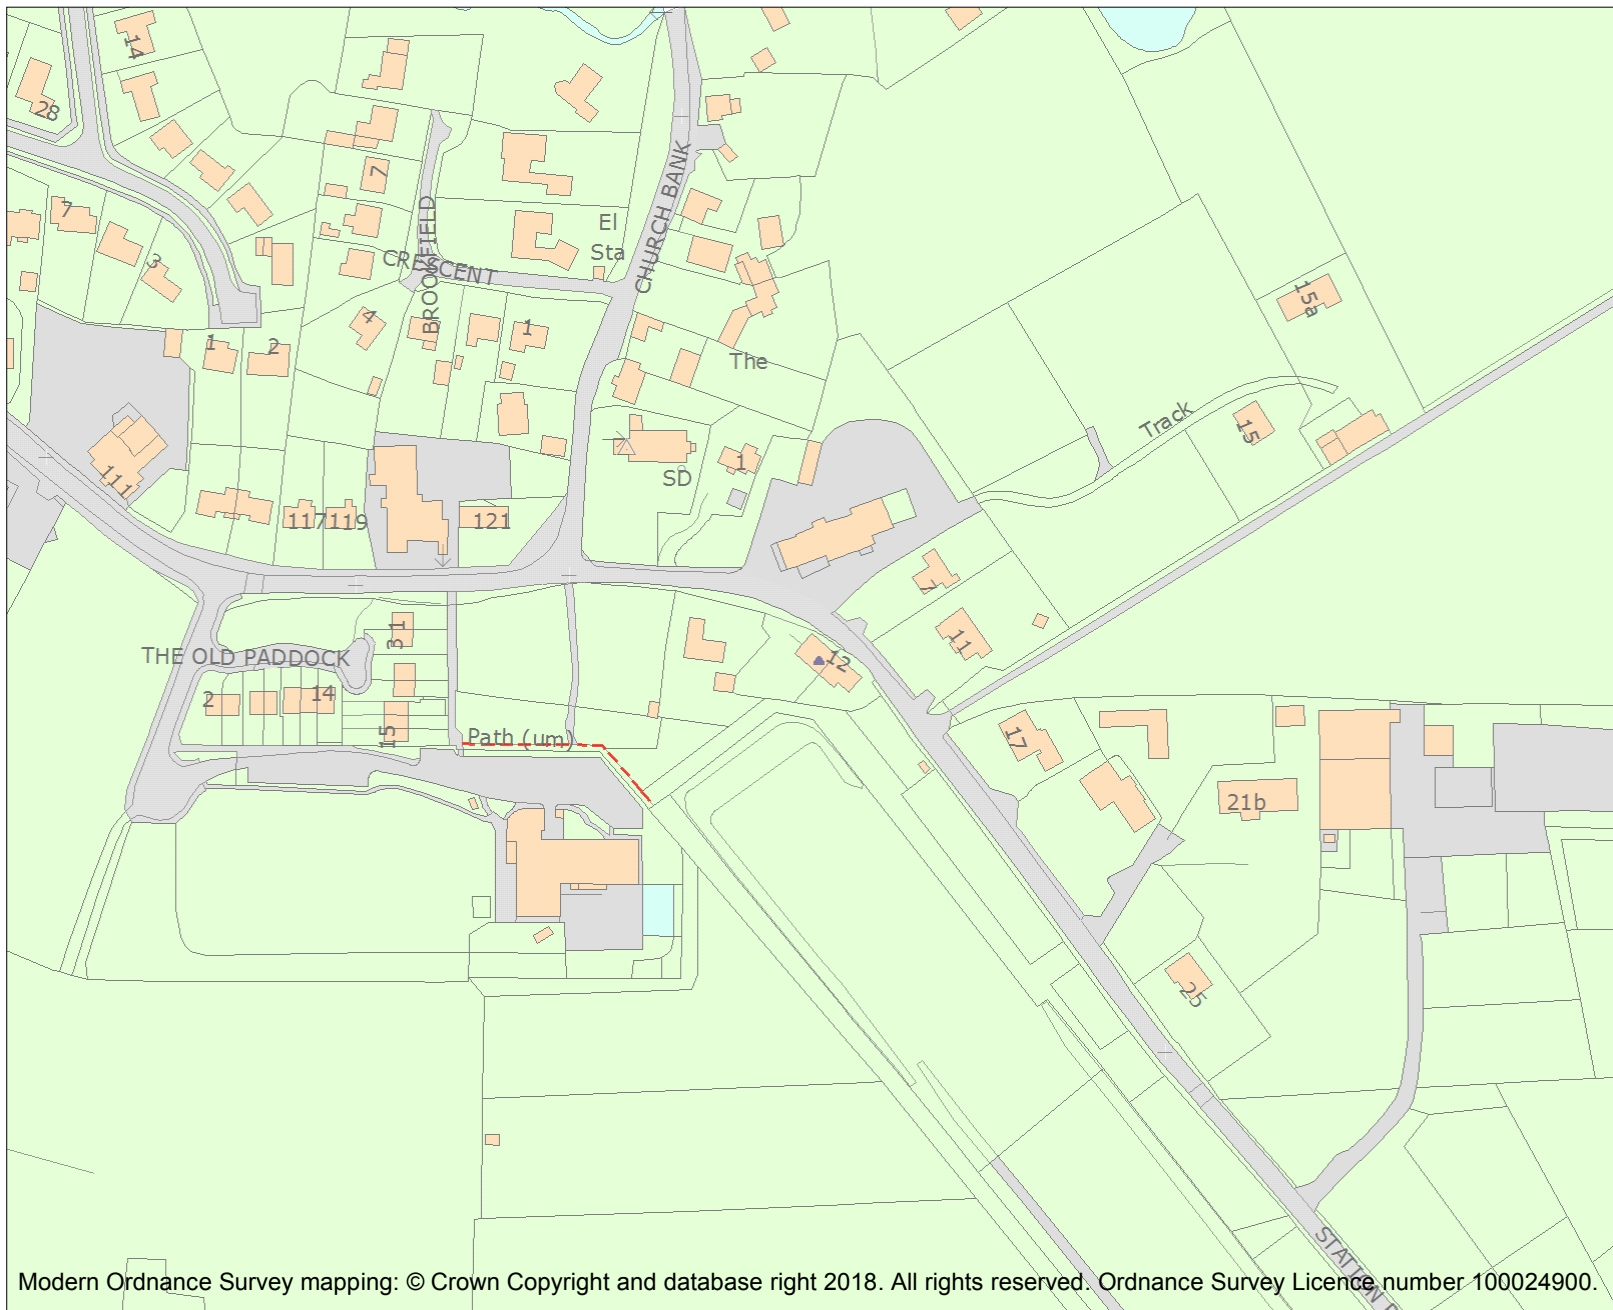 14
28
7
7
3
El
Sta
CHURCH BANK
BROOKFIELD
CRESCENT
4
1
1
2
The
15a
Track
15
111
SD
1
117
119
121
7
11
12
THE OLD PADDOCK
3
1
2
14
15
Path (um)
17
21b
25
STATION
Modern Ordnance Survey mapping: © Crown Copyright and database right 2018. All rights reserved. Ordnance Survey Licence number 100024900.